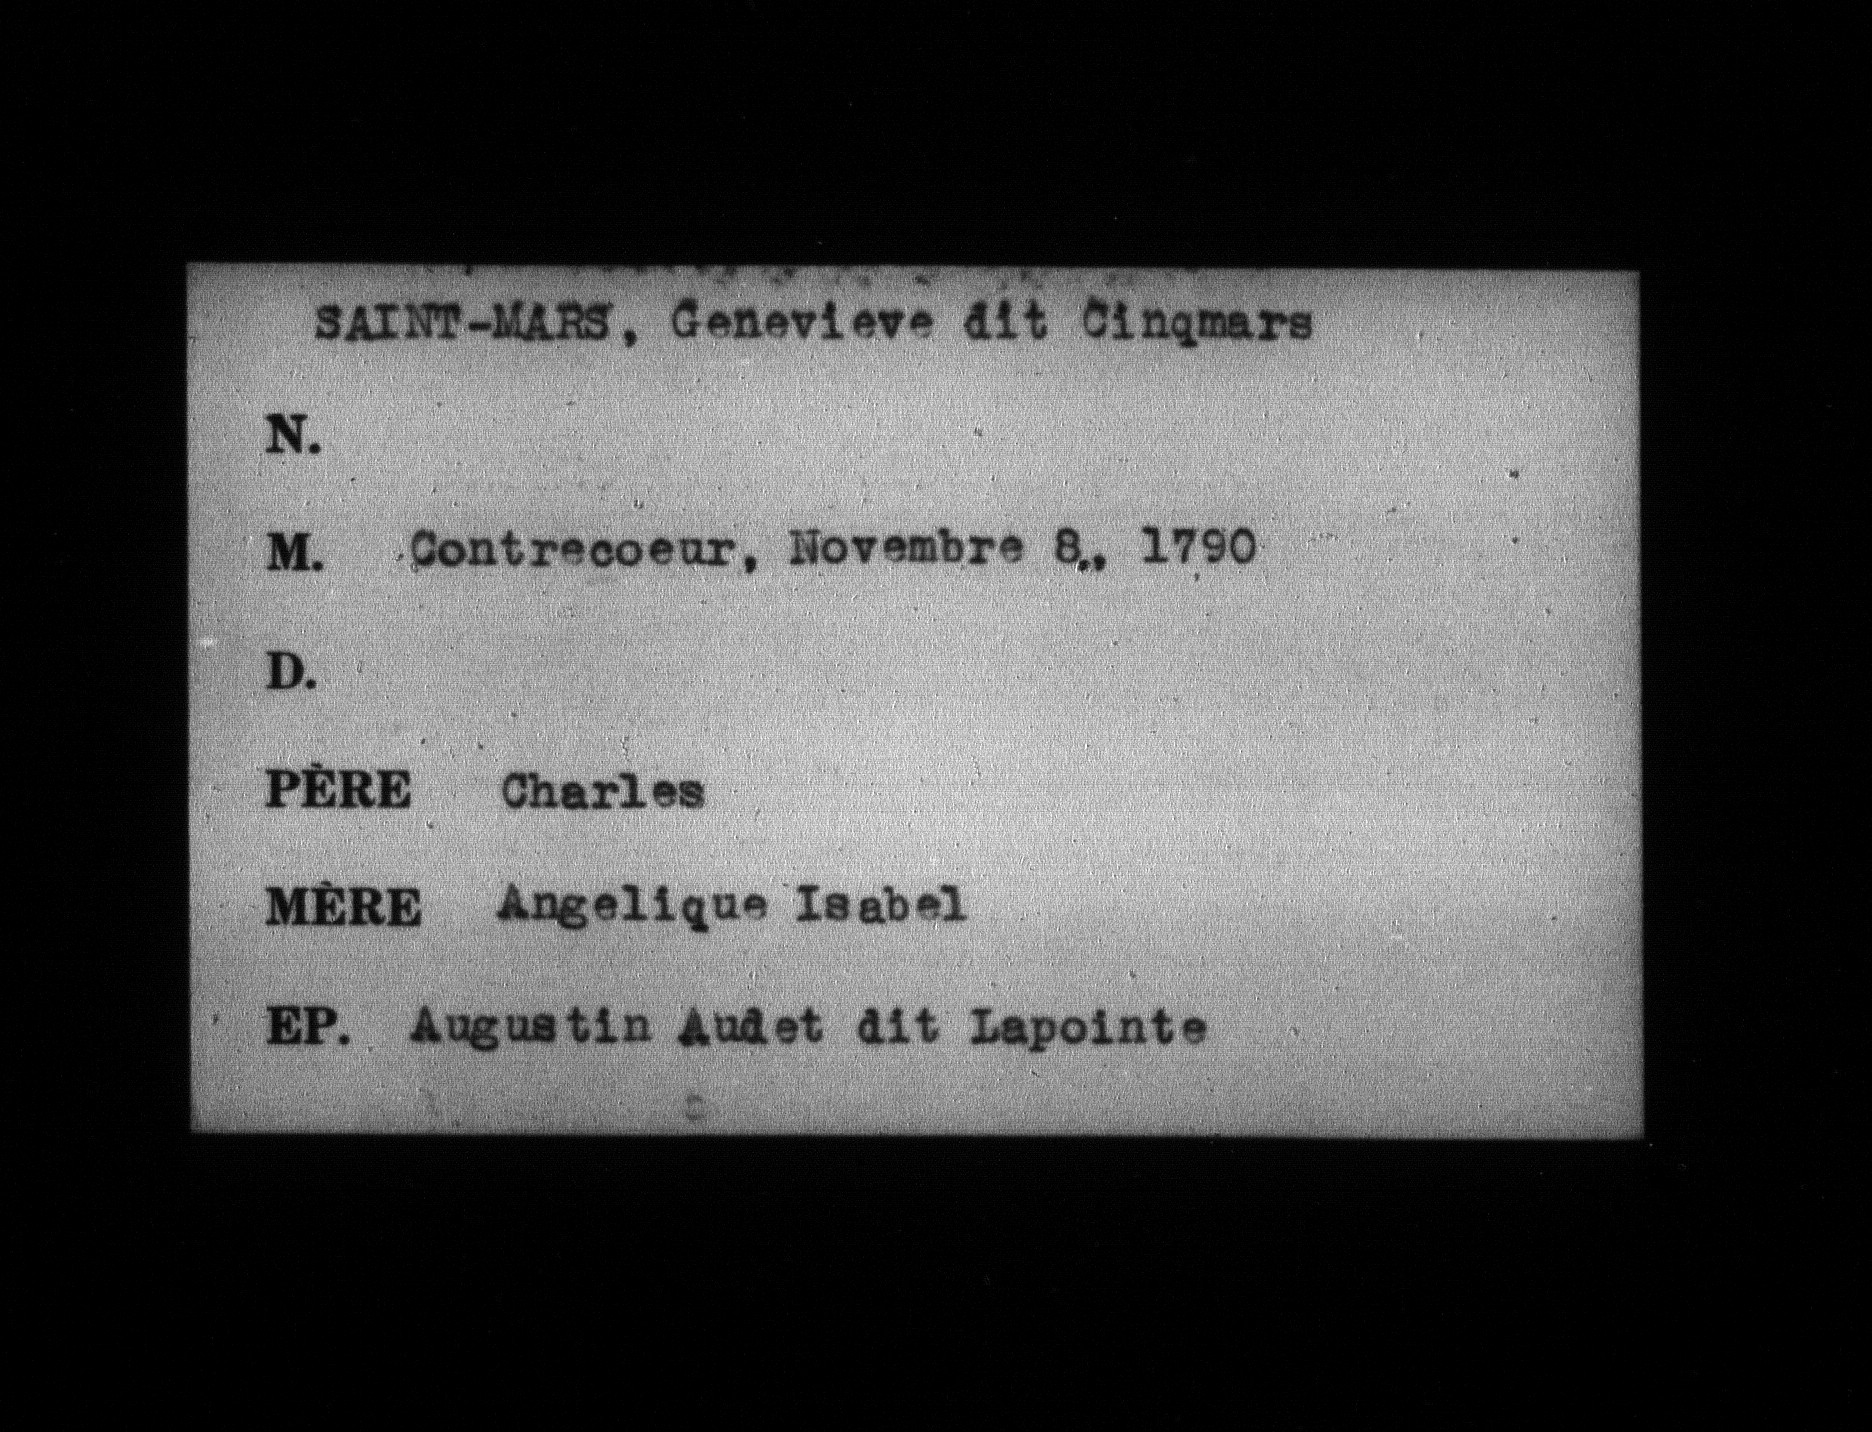 SAINT-MARS, Genevieve dit Cinqmars
N.
M. Contrecoeur, Novembre 8., 1790
D.
PÈRE Charles
MÈRE Angelique Isabel
EP. Augustin Audet dit Lapointe